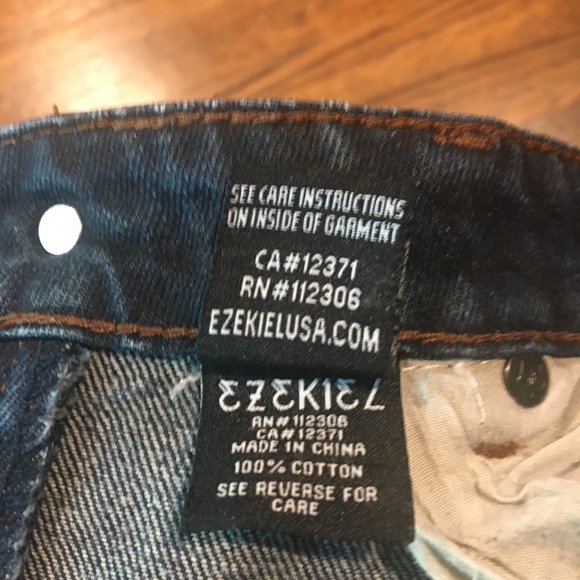 SEE CARE INSTRUCTIONS
ON INSIDE OF GARMENT
CA#12371
RN#112306
EZEKIELUSA.COM
EZEKIEL
RN#112306
CA#12371
MADE IN CHINA
100% COTTON
SEE REVERSE FOR
CARE